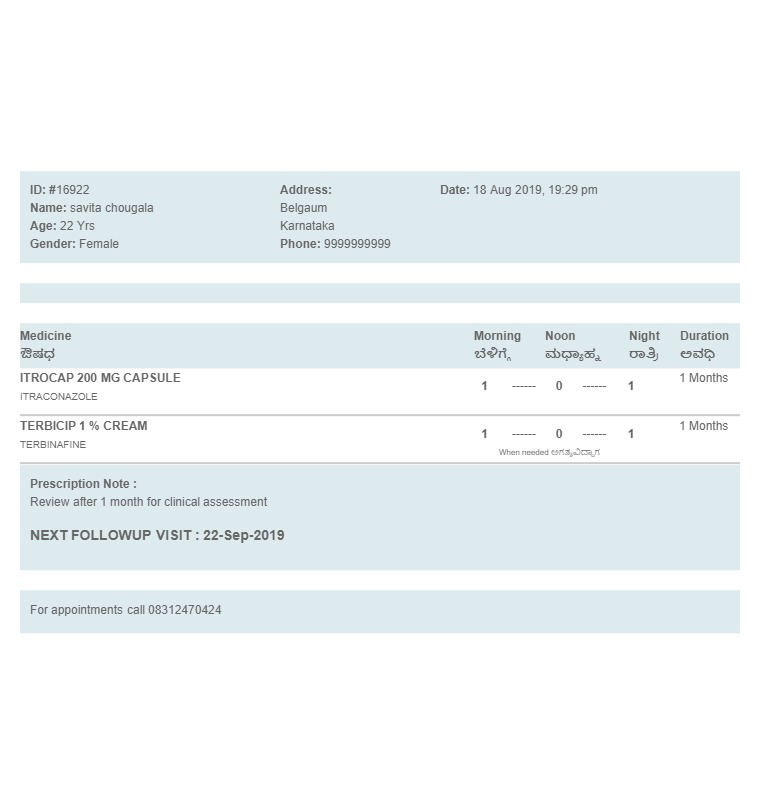 ID: #16922 Address: Date: 18 Aug 2019, 19:29 pm
Name: savita chougala Belgaum
Age: 22 Yrs Karnataka
Gender: Female Phone: 9999999999
Medicine Morning Noon Night Duration
ಔಷಧ ಬೆಳಿಗ್ಗೆ ಮಧ್ಯಾಹ್ನ ರಾತ್ರಿ ಅವಧಿ
ITROCAP 200 MG CAPSULE 1 ------ 0 ------ 1 1 Months
ITRACONAZOLE
TERBICIP 1 % CREAM 1 ------ 0 ------ 1 1 Months
TERBINAFINE
When needed ಅಗತ್ಯವಿದ್ದಾಗ
Prescription Note :
Review after 1 month for clinical assessment
NEXT FOLLOWUP VISIT : 22-Sep-2019
For appointments call 08312470424